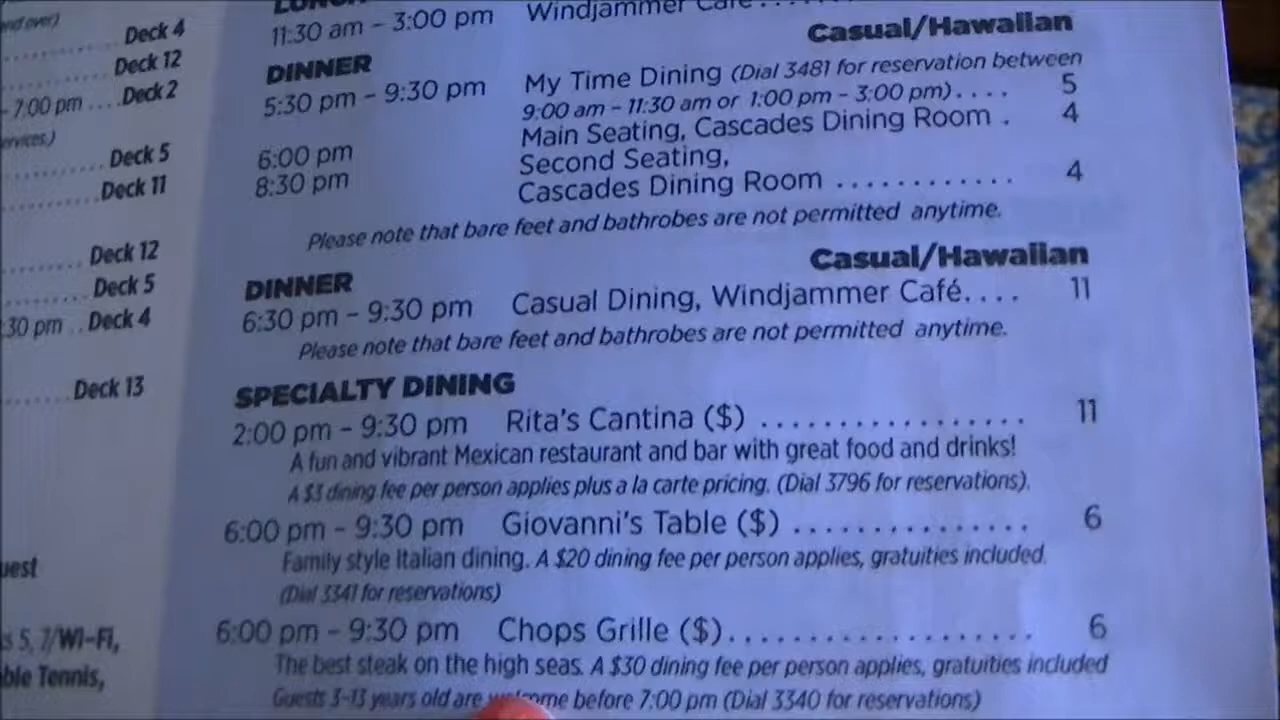 and over)
Deck 4
Deck 12
- 7:00 pm .... Deck 2
Deck 5
Deck 11
Deck 12
Deck 5
:30 pm .. Deck 4
Deck 13
uest
s 5, 7/Wi-Fi,
ble Tennis,
LUNCH
11:30 am – 3:00 pm Windjammer Café
Casual/Hawaiian
DINNER
5:30 pm – 9:30 pm My Time Dining (Dial 3481 for reservation between
9:00 am – 11:30 am or 1:00 pm – 3:00 pm) .... 5
6:00 pm Main Seating, Cascades Dining Room . 4
8:30 pm Second Seating,
Cascades Dining Room ............ 4
Please note that bare feet and bathrobes are not permitted anytime.
Casual/Hawaiian
DINNER
6:30 pm – 9:30 pm Casual Dining, Windjammer Café.... 11
Please note that bare feet and bathrobes are not permitted anytime.
SPECIALTY DINING
2:00 pm – 9:30 pm Rita's Cantina ($) ................. 11
A fun and vibrant Mexican restaurant and bar with great food and drinks!
A $3 dining fee per person applies plus a la carte pricing. (Dial 3796 for reservations).
6:00 pm – 9:30 pm Giovanni's Table ($) ............... 6
Family style Italian dining. A $20 dining fee per person applies, gratuities included.
(Dial 3341 for reservations)
6:00 pm – 9:30 pm Chops Grille ($)................... 6
The best steak on the high seas. A $30 dining fee per person applies, gratuities included
Guests 3-13 years old are welcome before 7:00 pm (Dial 3340 for reservations)